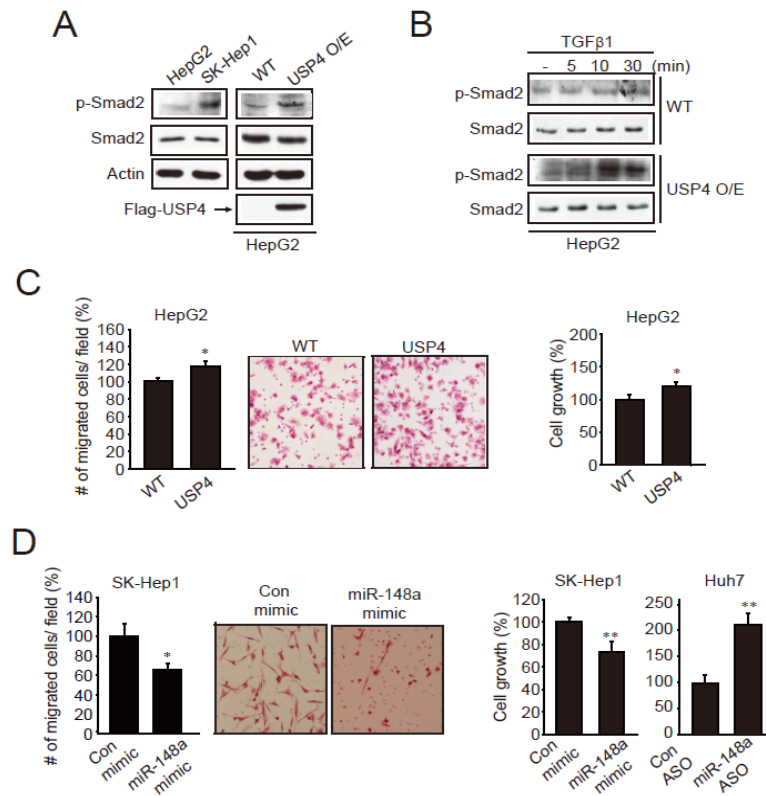 A
HepG2
SK-Hep1
WT
USP4 O/E
p-Smad2
Smad2
Actin
Flag-USP4
HepG2
B
TGFβ1
- 5 10 30 (min)
p-Smad2
Smad2
WT
p-Smad2
Smad2
USP4 O/E
HepG2
C
HepG2
# of migrated cells/ field (%)
160
140
120
100
80
60
40
20
0
*
WT
USP4
WT
USP4
HepG2
Cell growth (%)
200
150
100
50
0
*
WT
USP4
D
SK-Hep1
# of migrated cells/ field (%)
140
120
100
80
60
40
20
0
*
Con
mimic
miR-148a
mimic
Con
mimic
miR-148a
mimic
SK-Hep1
Cell growth (%)
120
100
80
60
40
20
0
**
Con
mimic
miR-148a
mimic
Huh7
250
200
150
100
50
0
**
Con
ASO
miR-148a
ASO